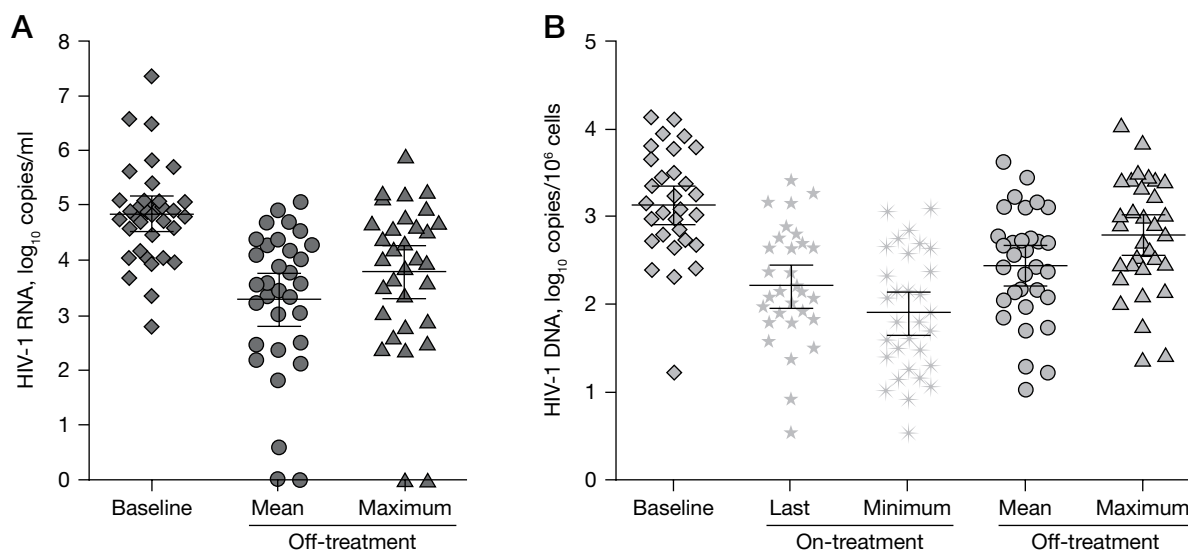 A
HIV-1 RNA, log10 copies/ml
8
7
6
5
4
3
2
1
0
Baseline
Mean
Maximum
Off-treatment
B
HIV-1 DNA, log10 copies/10⁶ cells
5
4
3
2
1
0
Baseline
Last
Minimum
Mean
Maximum
On-treatment
Off-treatment